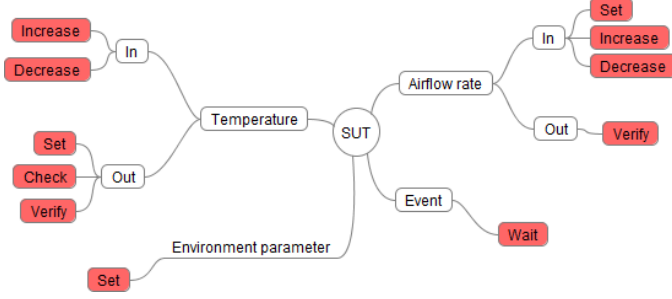 Increase
In
Decrease
Temperature
Set
Check
Out
Verify
SUT
Airflow rate
In
Set
Increase
Decrease
Out
Verify
Event
Wait
Environment parameter
Set